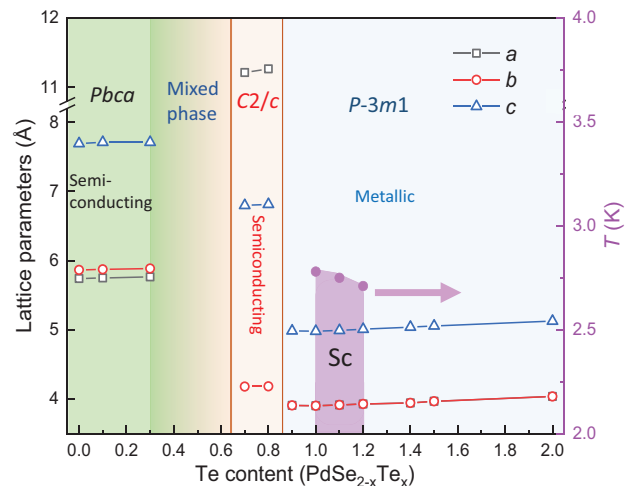 12
11
8
7
6
5
4
Lattice parameters (Å)
Pbca
Semi-
conducting
Mixed
phase
C2/c
Semiconducting
P-3m1
Metallic
Sc
a
b
c
4.0
3.5
3.0
2.5
2.0
T (K)
0.0 0.2 0.4 0.6 0.8 1.0 1.2 1.4 1.6 1.8 2.0
Te content (PdSe2-xTex)